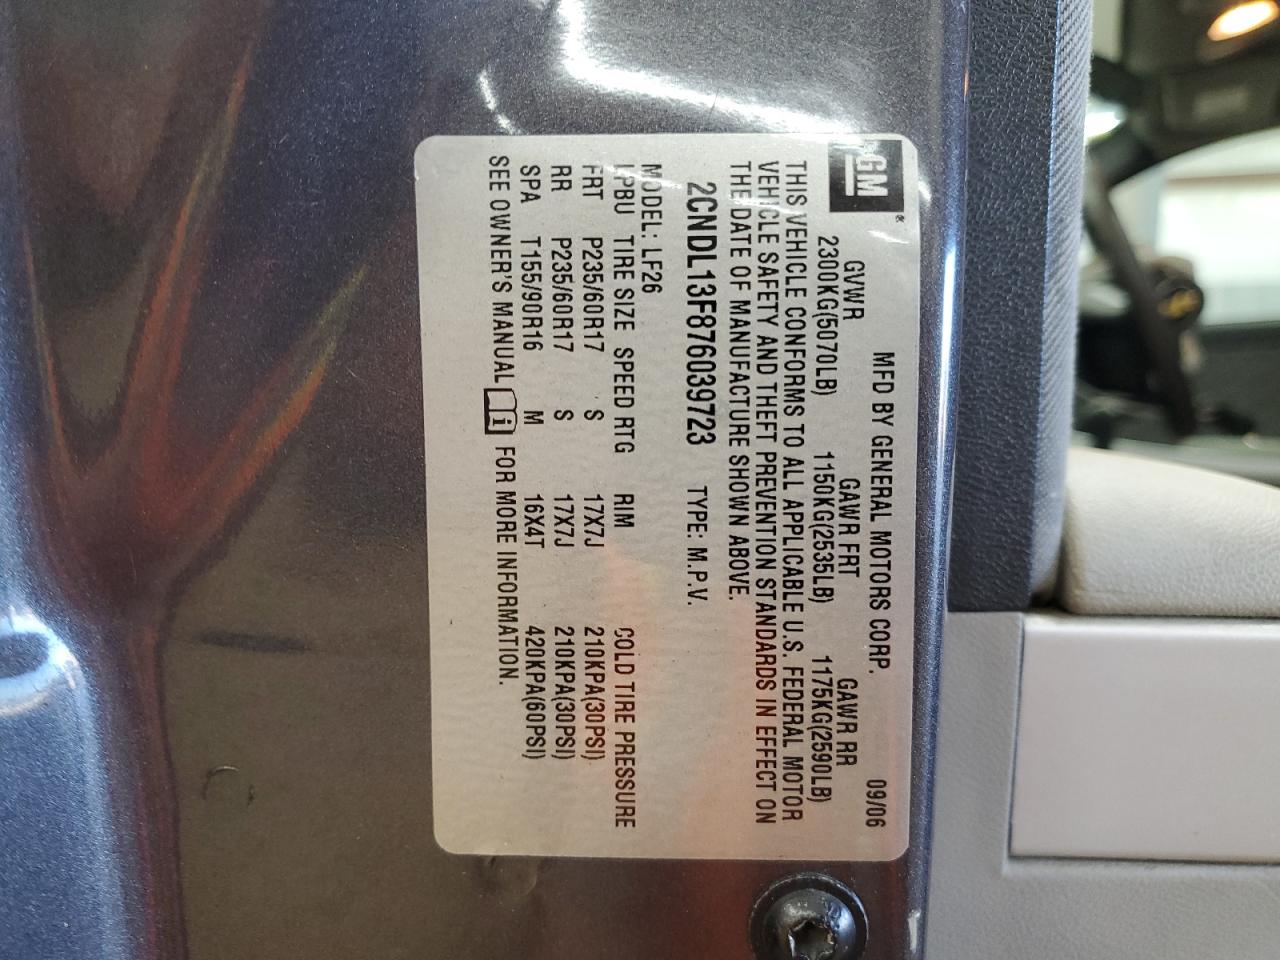 GM
MFD BY GENERAL MOTORS CORP. 09/06
GVWR GAWR FRT GAWR RR
2300KG(5070LB) 1150KG(2535LB) 1175KG(2590LB)
THIS VEHICLE CONFORMS TO ALL APPLICABLE U.S. FEDERAL MOTOR
VEHICLE SAFETY AND THEFT PREVENTION STANDARDS IN EFFECT ON
THE DATE OF MANUFACTURE SHOWN ABOVE.
2CNDL13F876039723 TYPE: M.P.V.
MODEL: LF26
LPBU TIRE SIZE SPEED RTG RIM COLD TIRE PRESSURE
FRT P235/60R17 S 17X7J 210KPA(30PSI)
RR P235/60R17 S 17X7J 210KPA(30PSI)
SPA T155/90R16 M 16X4T 420KPA(60PSI)
SEE OWNER'S MANUAL i FOR MORE INFORMATION.